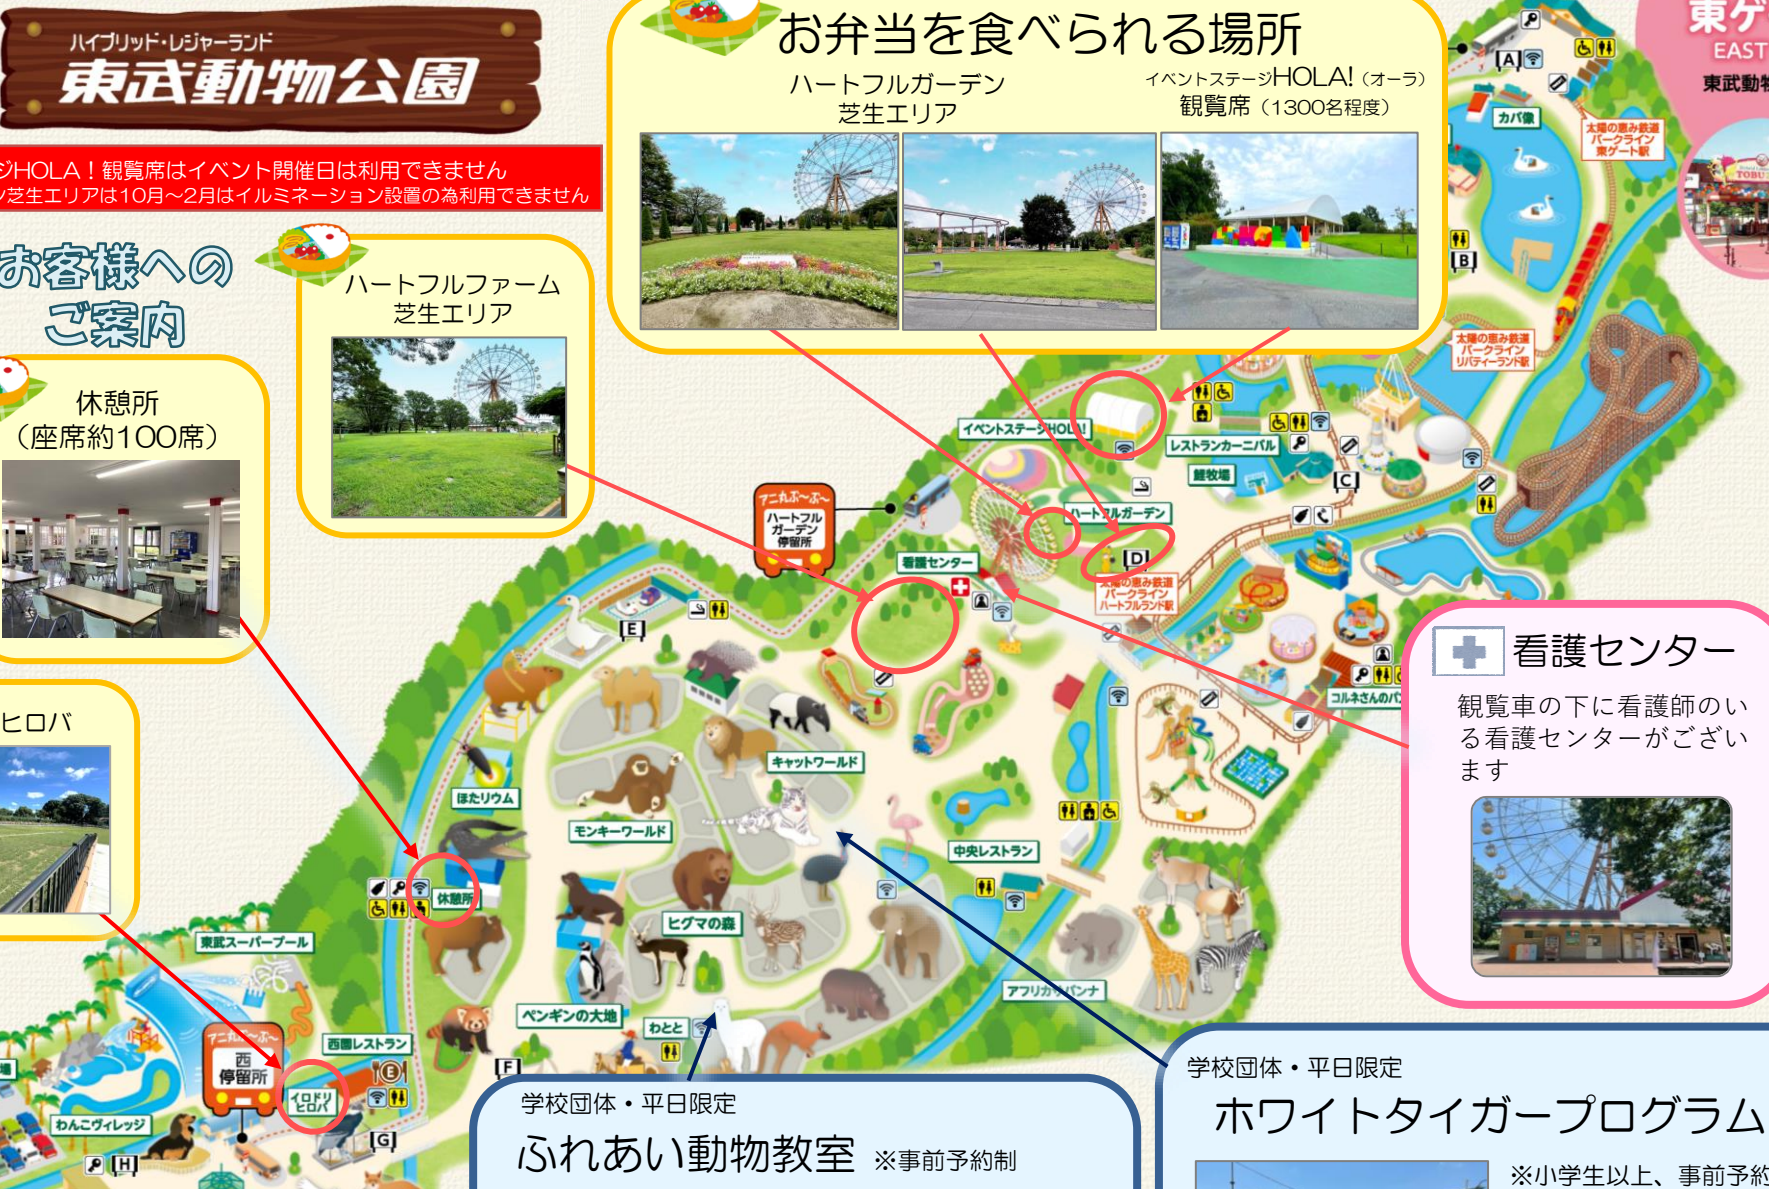 ハイブリッド・レジャーランド
東武動物公園
ジHOLA！観覧席はイベント開催日は利用できません
ン芝生エリアは10月～2月はイルミネーション設置の為利用できません
お客様への
ご案内
お弁当を食べられる場所
ハートフルガーデン
芝生エリア
イベントステージHOLA!（オーラ）
観覧席（1300名程度）
ハートフルファーム
芝生エリア
休憩所
（座席約100席）
ヒロバ
東ゲ
EAST
東武動物
TOBU
[A]
カバ像
太陽の恵み鉄道
パークライン
東ゲート駅
[B]
太陽の恵み鉄道
パークライン
リバティーランド駅
イベントステージHOLA!
レストランカーニバル
鯉牧場
[C]
アニ丸ぶ～ぶ～
ハートフル
ガーデン
停留所
ハートフルガーデン
看護センター
[D]
太陽の恵み鉄道
パークライン
ハートフルランド駅
[E]
コルネさんのパ
キャットワールド
ほたリウム
モンキーワールド
中央レストラン
休憩所
ヒグマの森
東武スーパープール
アフリカサバンナ
ペンギンの大地
わとと
アニ丸ぶ～ぶ～
西
停留所
西園レストラン
E
イロドリ
ヒロバ
[F]
場
わんこヴィレッジ
[G]
[H]
看護センター
観覧車の下に看護師のい
る看護センターがござい
ます
学校団体・平日限定
ふれあい動物教室 ※事前予約制
学校団体・平日限定
ホワイトタイガープログラム
※小学生以上、事前予約